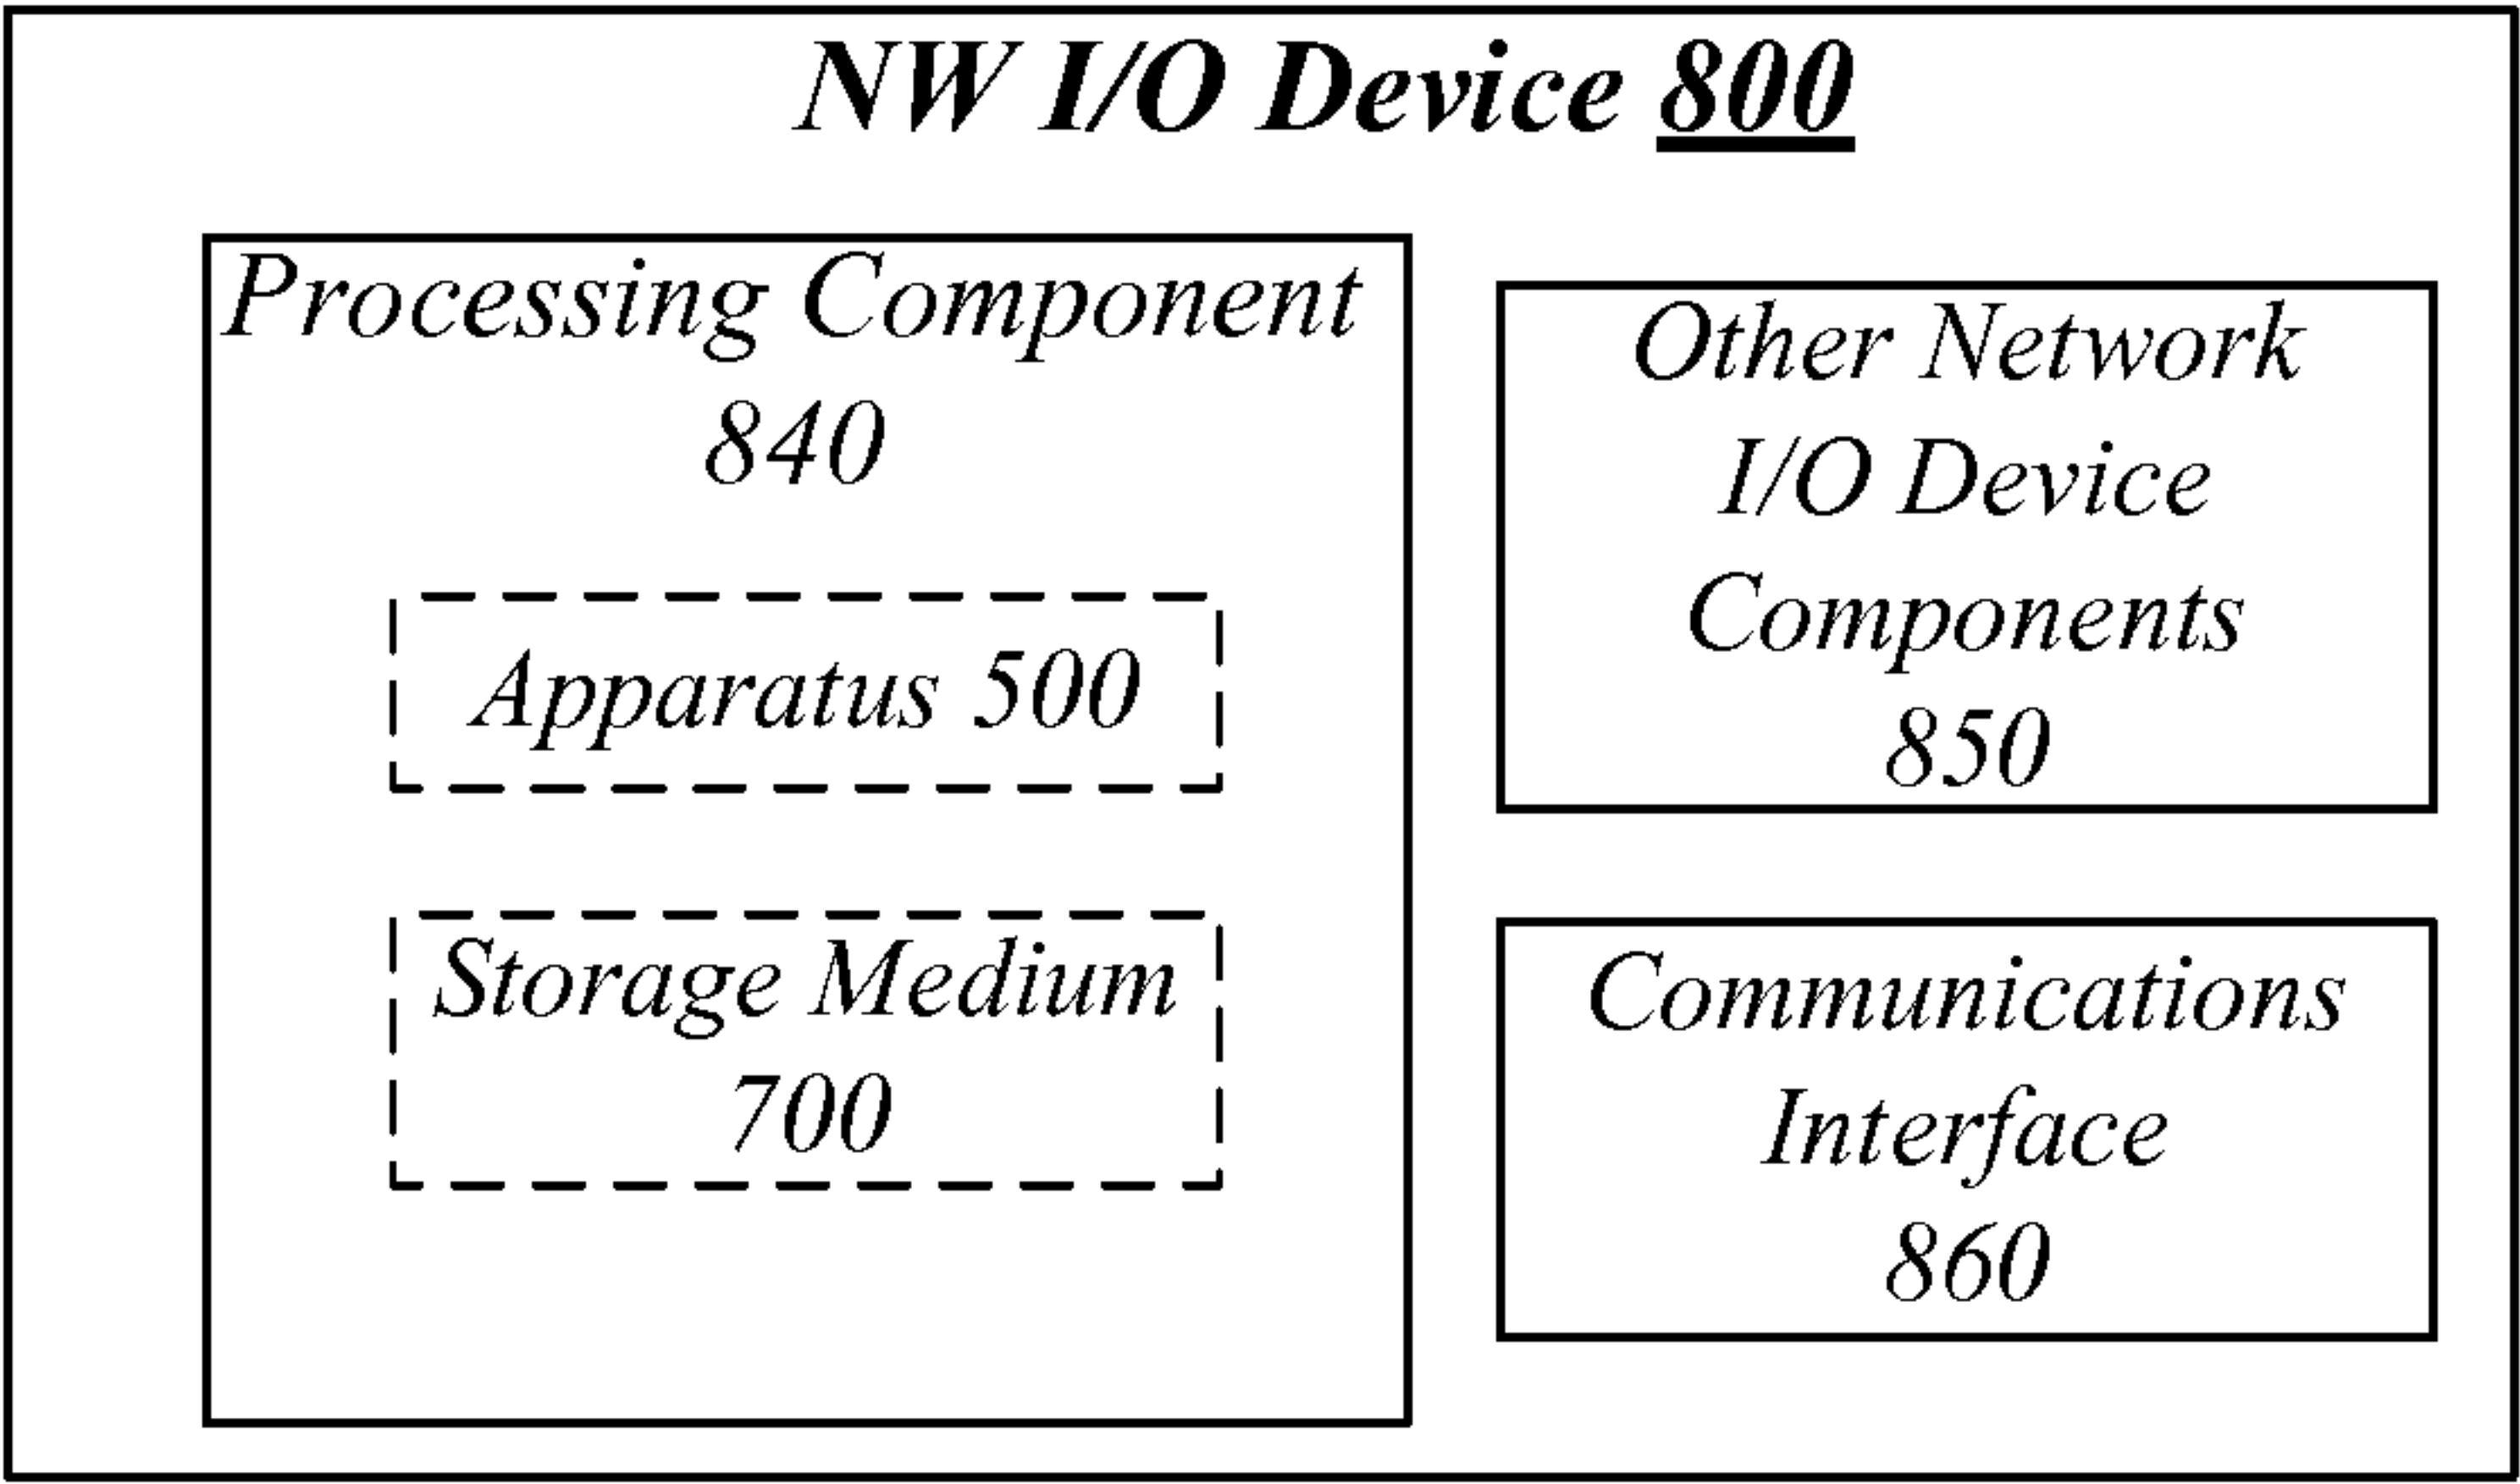 NW I/O Device 800
Processing Component
840
Apparatus 500
Storage Medium
700
Other Network
I/O Device
Components
850
Communications
Interface
860